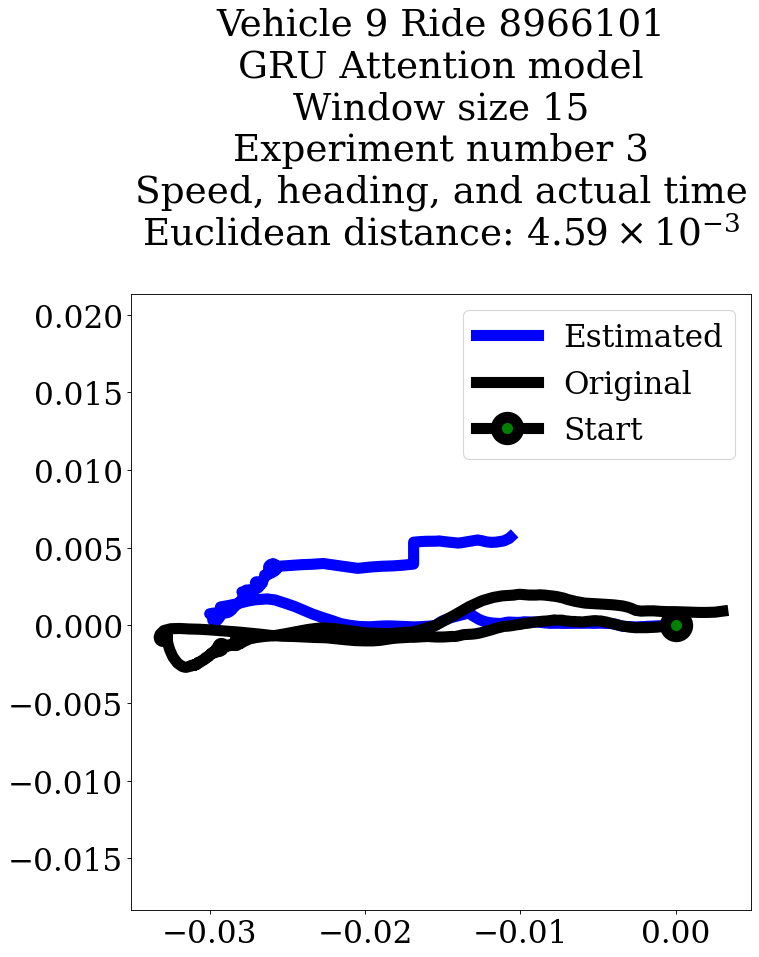 Vehicle 9 Ride 8966101
GRU Attention model
Window size 15
Experiment number 3
Speed, heading, and actual time
Euclidean distance: 4.59 × 10⁻³
Estimated
Original
Start
0.020
0.015
0.010
0.005
0.000
−0.005
−0.010
−0.015
−0.03 −0.02 −0.01 0.00